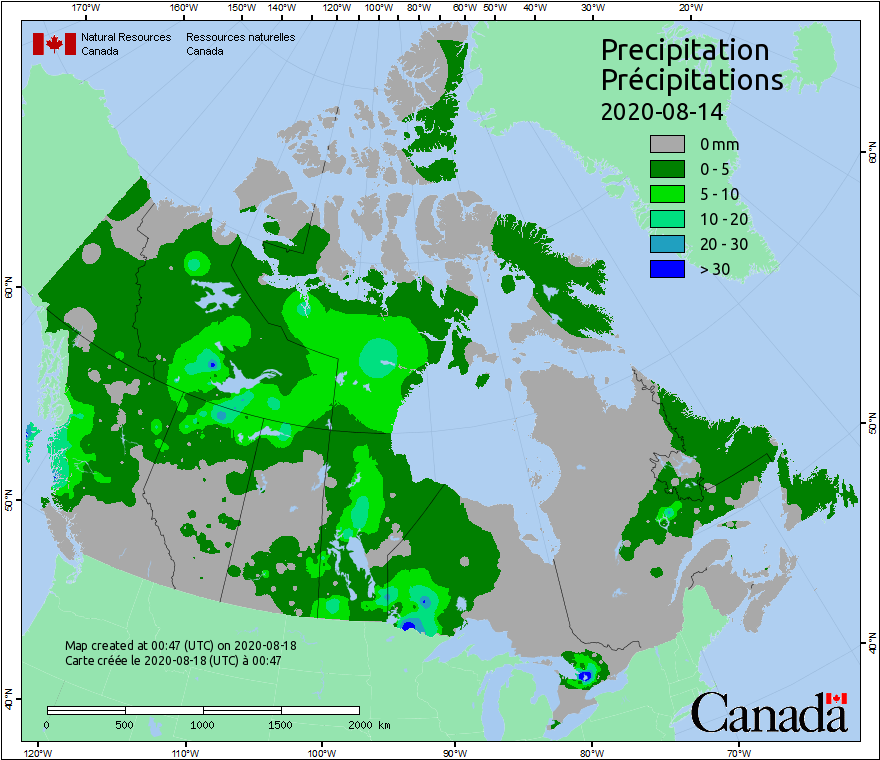 170°W 160°W 150°W 140°W 130°W 120°W 110°W 100°W 90°W 80°W 70°W 60°W 50°W 40°W 30°W 20°W
Natural Resources Canada
Ressources naturelles Canada
Precipitation
Précipitations
2020-08-14
0 mm
0 - 5
5 - 10
10 - 20
20 - 30
> 30
60°N
60°N
50°N
50°N
40°N
40°N
Map created at 00:47 (UTC) on 2020-08-18
Carte créée le 2020-08-18 (UTC) à 00:47
0 500 1000 1500 2000 km
Canada
120°W 110°W 100°W 90°W 80°W 70°W